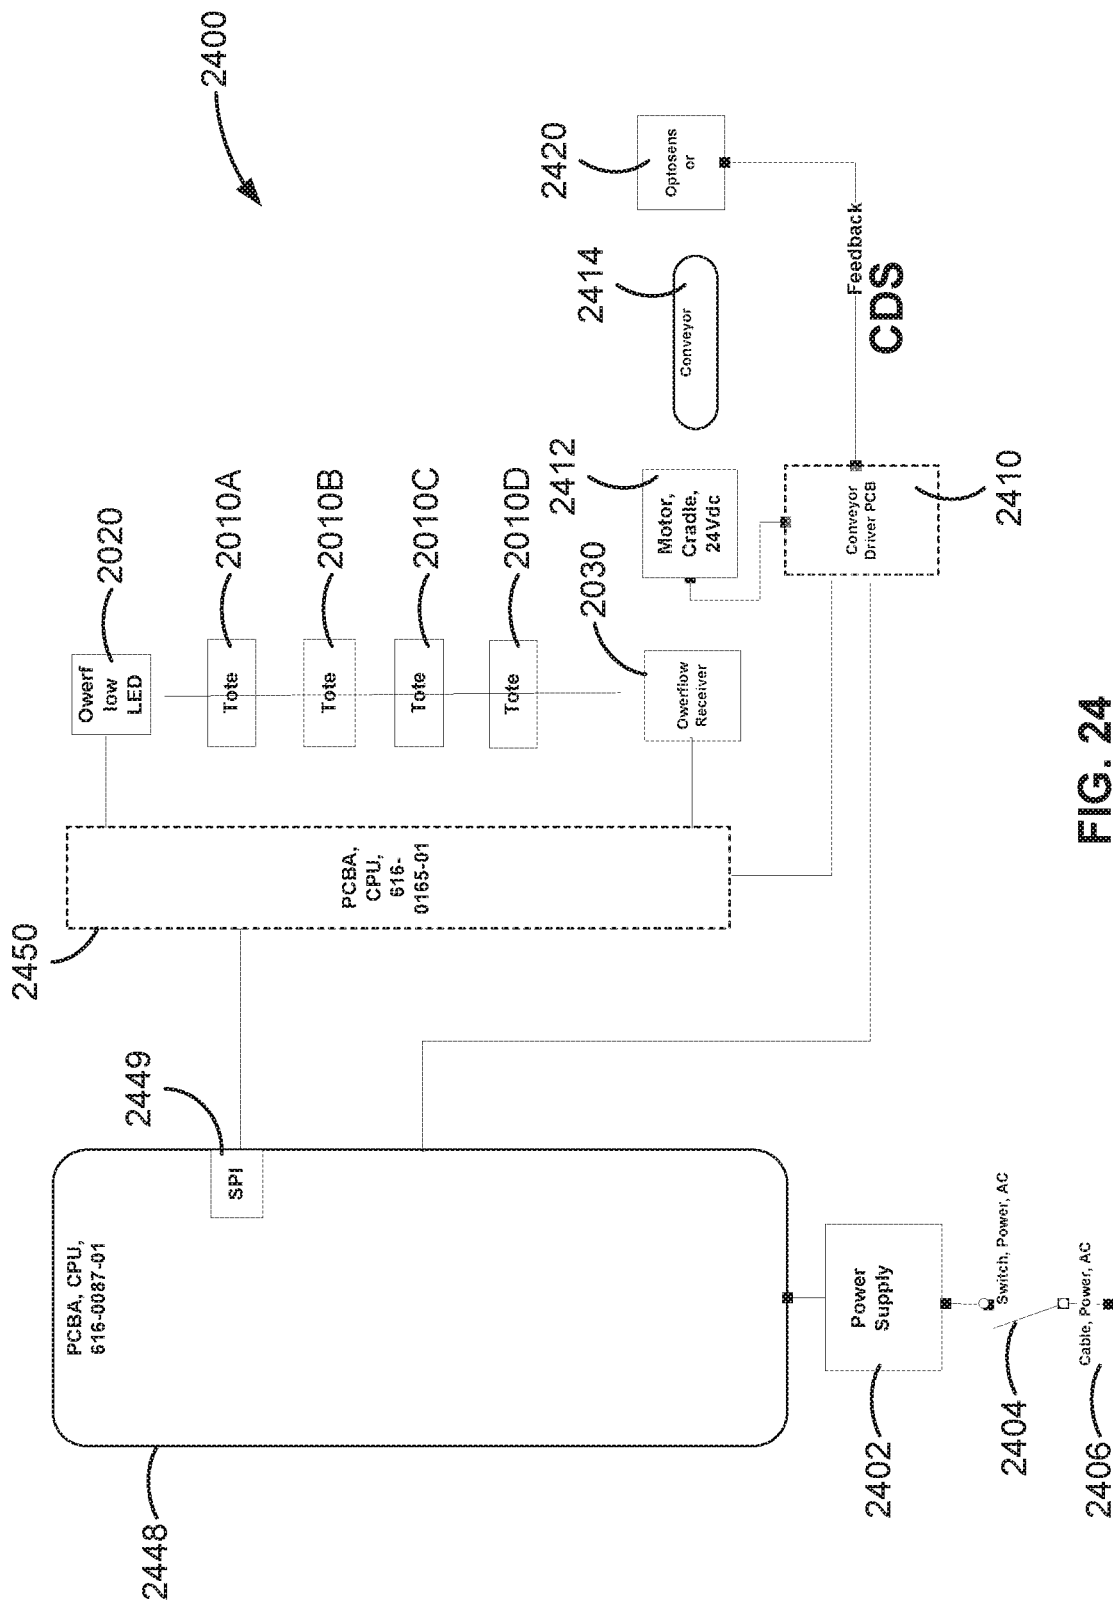 2400
2448
PCBA, CPU,
616-0087-01
2449
SPI
2450
PCBA,
CPU,
616-
0165-01
2020
Owerf
low
LED
2010A
Tote
2010B
Tote
2010C
Tote
2010D
Tote
2030
Owerflow
Receiver
2412
Motor,
Cradle,
24Vdc
2414
Conveyor
2420
Optosens
or
2410
Conveyor
Driver PCB
Feedback
CDS
2402
Power
Supply
2404
Switch, Power, AC
2406
Cable, Power, AC
FIG. 24